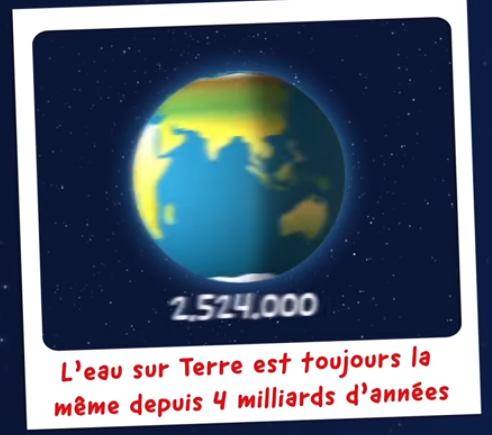 2.524.000
L'eau sur Terre est toujours la
même depuis 4 milliards d'années